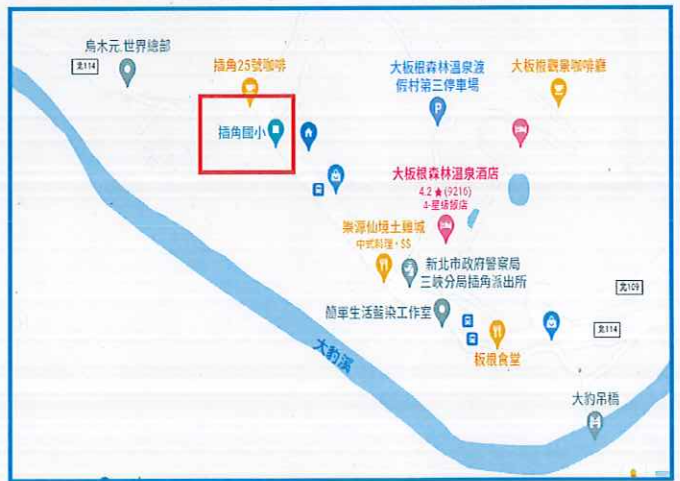 烏木元.世界總部
北114
插角25號咖啡
大板根森林溫泉渡
假村第三停車場
大板根觀景咖啡廳
P
插角國小
大板根森林溫泉酒店
4.2★(9216)
4-星級飯店
樂源仙境土雞城
中式料理・$$
新北市政府警察局
三峽分局插角派出所
北109
簡單生活藍染工作室
北114
大豹溪
板根食堂
大豹吊橋